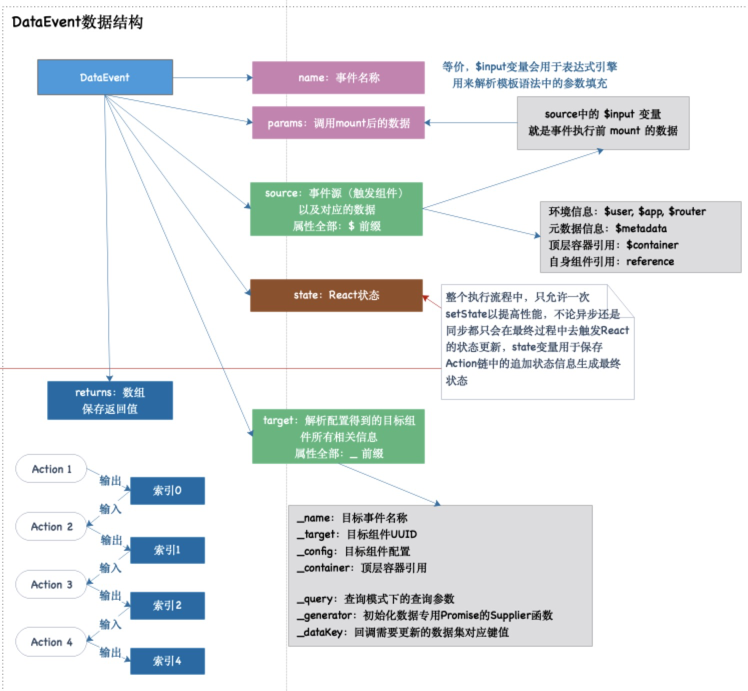 DataEvent数据结构
DataEvent
name：事件名称
等价，$input变量会用于表达式引擎
用来解析模板语法中的参数填充
params：调用mount后的数据
source中的 $input 变量
就是事件执行前 mount 的数据
source：事件源（触发组件）
以及对应的数据
属性全部：$ 前缀
环境信息：$user, $app, $router
元数据信息：$metadata
顶层容器引用：$container
自身组件引用：reference
state：React状态
整个执行流程中，只允许一次
setState以提高性能，不论异步还是
同步都只会在最终过程中去触发React
的状态更新，state变量用于保存
Action链中的追加状态信息生成最终
状态
returns：数组
保存返回值
target：解析配置得到的目标组
件所有相关信息
属性全部：_ 前缀
Action 1
输出
索引0
输入
Action 2
输出
索引1
输入
Action 3
输出
索引2
输入
Action 4
输出
索引4
_name：目标事件名称
_target：目标组件UUID
_config：目标组件配置
_container：顶层容器引用
_query：查询模式下的查询参数
_generator：初始化数据专用Promise的Supplier函数
_dataKey：回调需要更新的数据集对应键值